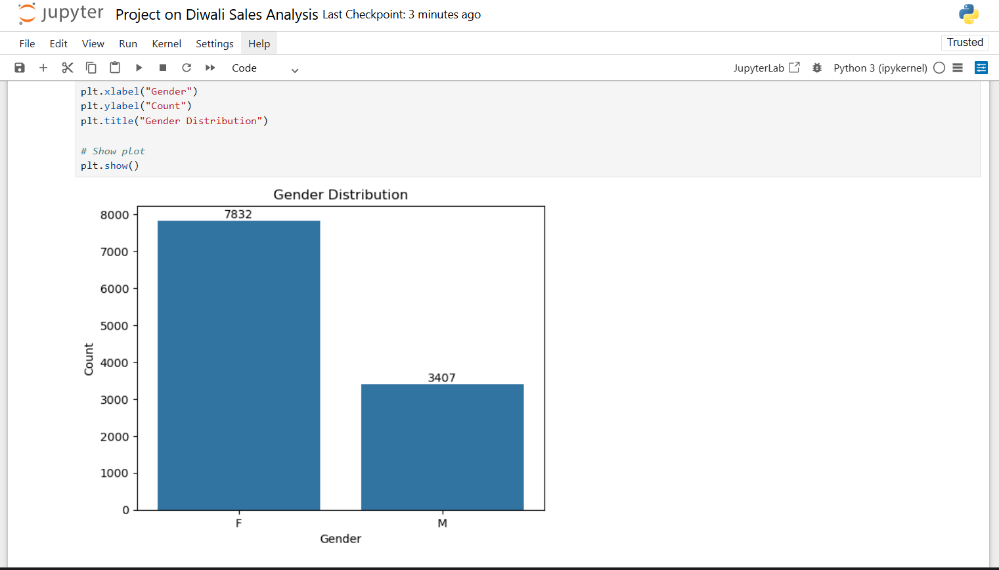 jupyter Project on Diwali Sales Analysis Last Checkpoint: 3 minutes ago
File Edit View Run Kernel Settings Help Trusted
Code JupyterLab Python 3 (ipykernel)
plt.xlabel("Gender")
plt.ylabel("Count")
plt.title("Gender Distribution")
# Show plot
plt.show()
Gender Distribution
8000
7000
6000
5000
4000
3000
2000
1000
0
Count
7832
3407
F M
Gender